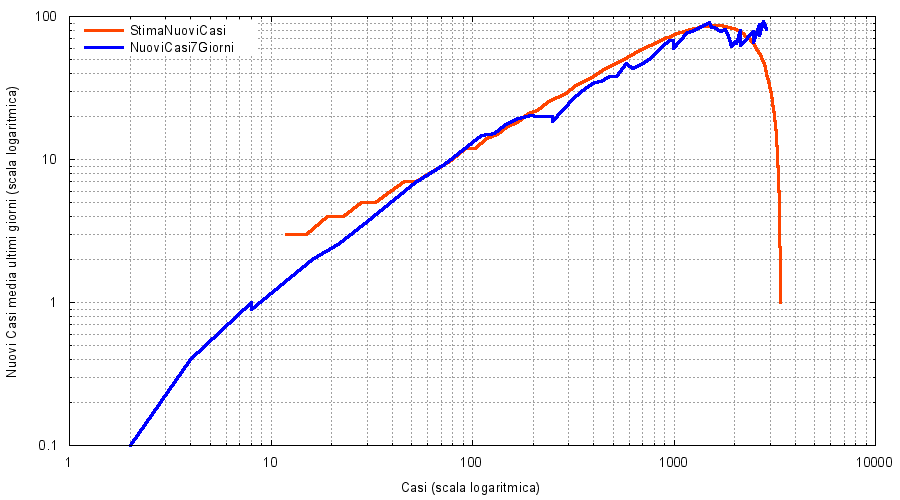 100
StimaNuoviCasi
NuoviCasi7Giorni
10
1
0.1
Nuovi Casi media ultimi giorni (scala logaritmica)
1 10 100 1000 10000
Casi (scala logaritmica)